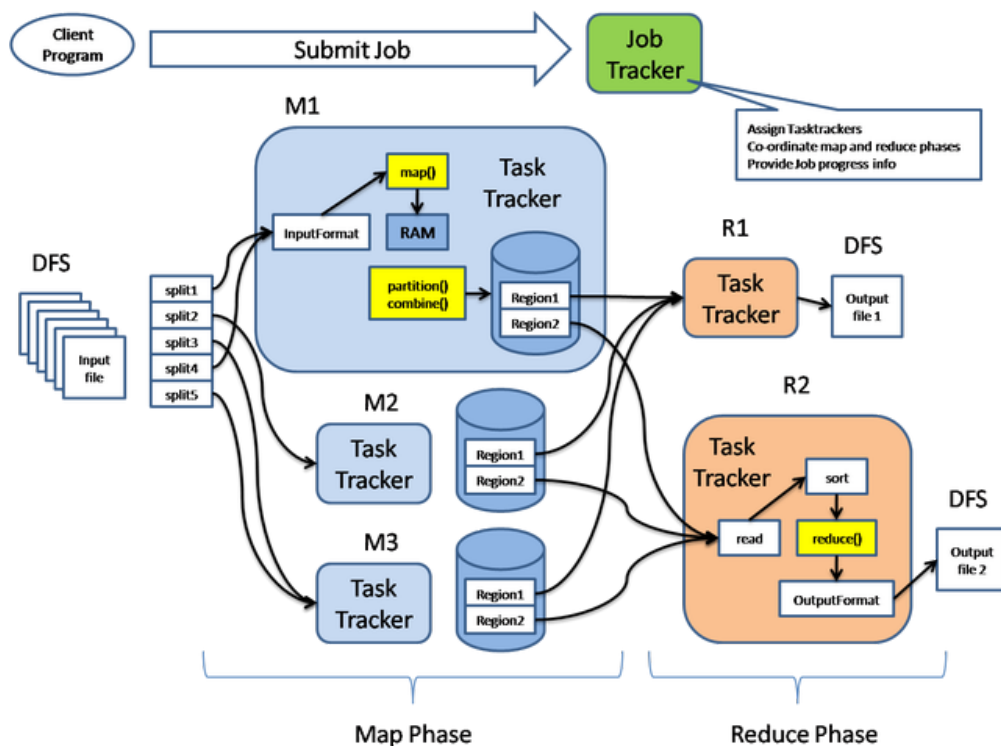 Client
Program
Submit Job
Job
Tracker
Assign Tasktrackers
Co-ordinate map and reduce phases
Provide Job progress info
M1
Task
Tracker
map()
InputFormat
RAM
partition()
combine()
Region1
Region2
DFS
Input
file
split1
split2
split3
split4
split5
M2
Task
Tracker
Region1
Region2
M3
Task
Tracker
Region1
Region2
R1
Task
Tracker
DFS
Output
file 1
R2
Task
Tracker
sort
read
reduce()
OutputFormat
DFS
Output
file 2
Map Phase
Reduce Phase